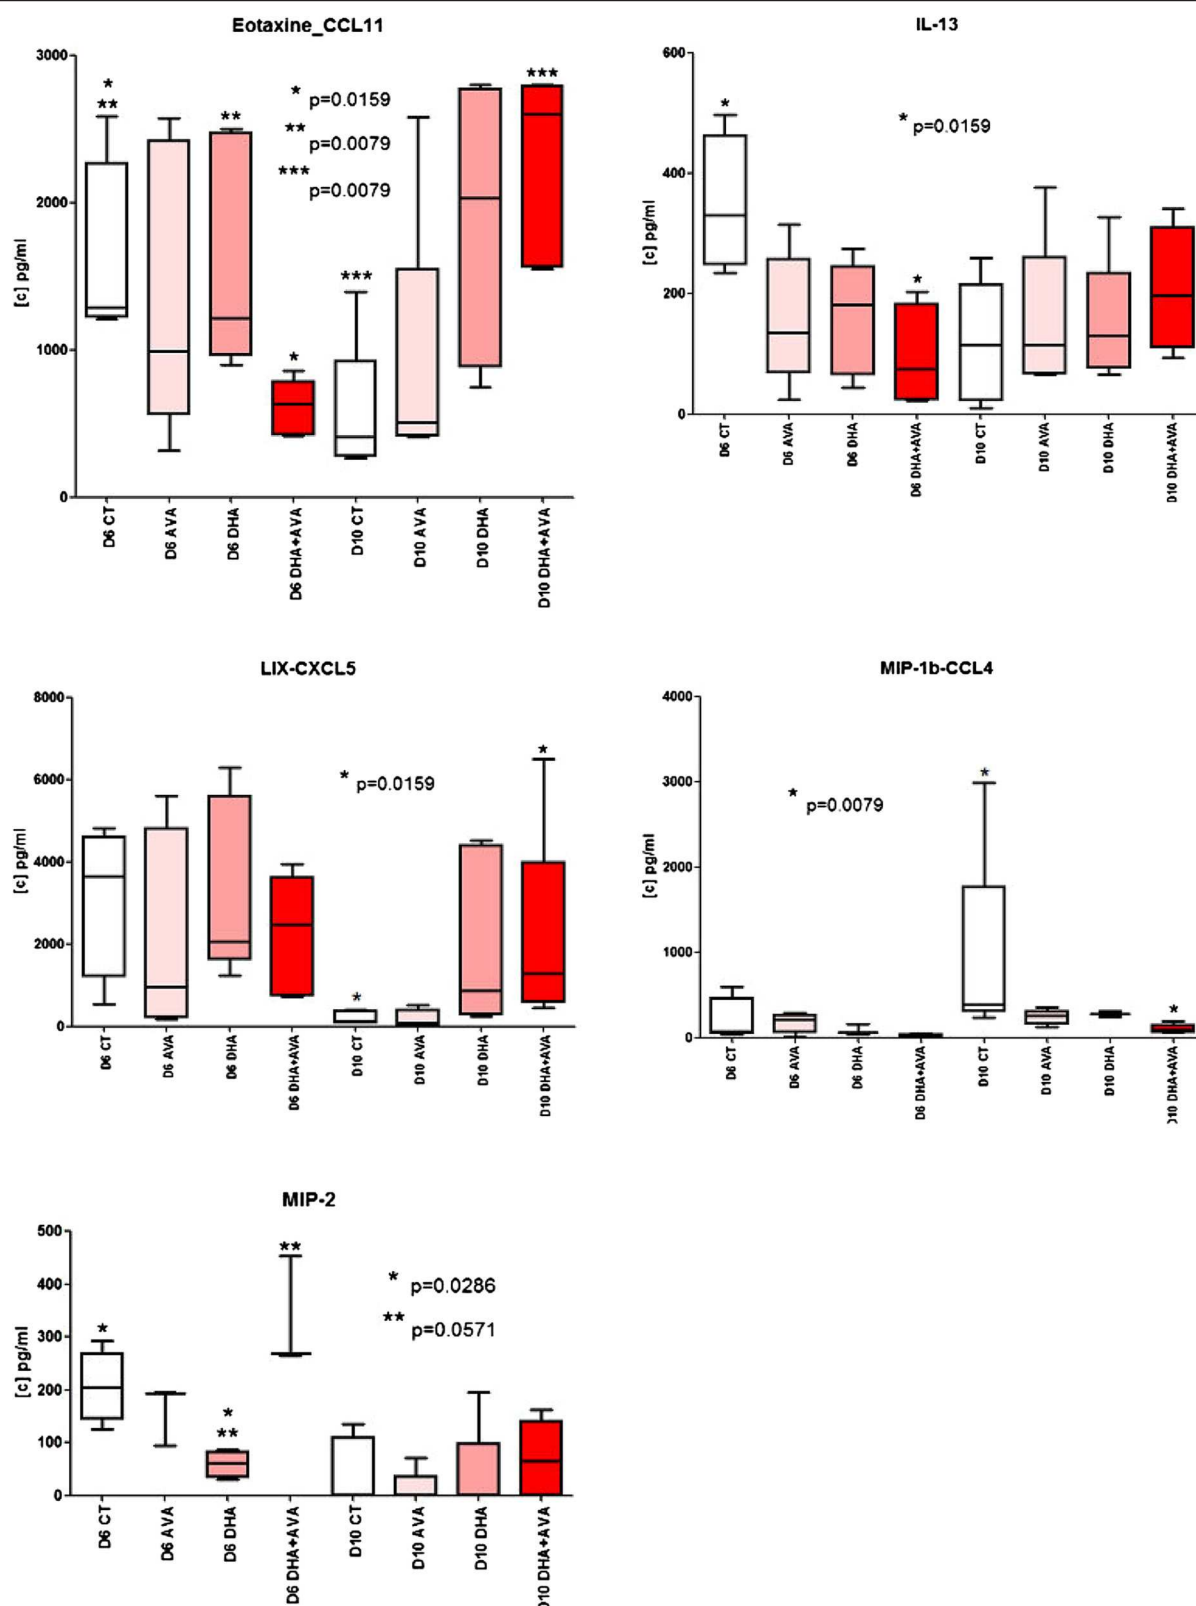 Eotaxine_CCL11
[c] pg/ml
3000
2000
1000
0
*
**
**
*
***
***
* p=0.0159
** p=0.0079
*** p=0.0079
D6 CT
D6 AVA
D6 DHA
D6 DHA+AVA
D10 CT
D10 AVA
D10 DHA
D10 DHA+AVA
IL-13
[c] pg/ml
600
400
200
0
*
*
* p=0.0159
D6 CT
D6 AVA
D6 DHA
D6 DHA+AVA
D10 CT
D10 AVA
D10 DHA
D10 DHA+AVA
LIX-CXCL5
[c] pg/ml
8000
6000
4000
2000
0
*
*
* p=0.0159
D6 CT
D6 AVA
D6 DHA
D6 DHA+AVA
D10 CT
D10 AVA
D10 DHA
D10 DHA+AVA
MIP-1b-CCL4
[c] pg/ml
4000
3000
2000
1000
0
*
*
* p=0.0079
D6 CT
D6 AVA
D6 DHA
D6 DHA+AVA
D10 CT
D10 AVA
D10 DHA
D10 DHA+AVA
MIP-2
[c] pg/ml
500
400
300
200
100
0
*
*
**
**
* p=0.0286
** p=0.0571
D6 CT
D6 AVA
D6 DHA
D6 DHA+AVA
D10 CT
D10 AVA
D10 DHA
D10 DHA+AVA